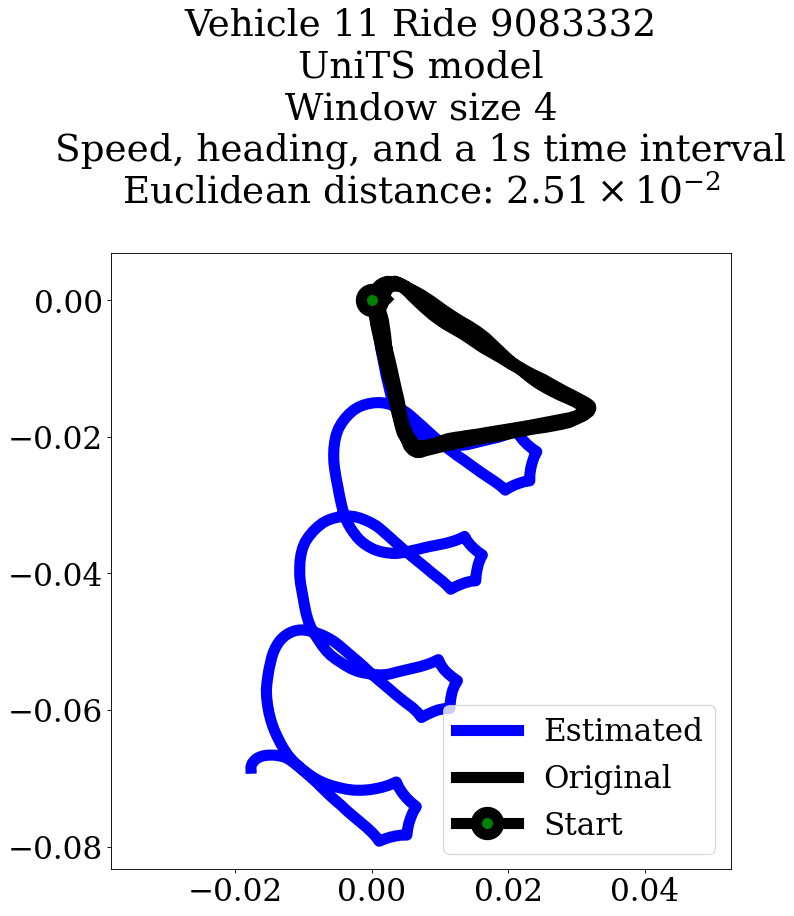 Vehicle 11 Ride 9083332
UniTS model
Window size 4
Speed, heading, and a 1s time interval
Euclidean distance: 2.51 × 10⁻²
0.00
−0.02
−0.04
−0.06
−0.08
−0.02
0.00
0.02
0.04
Estimated
Original
Start